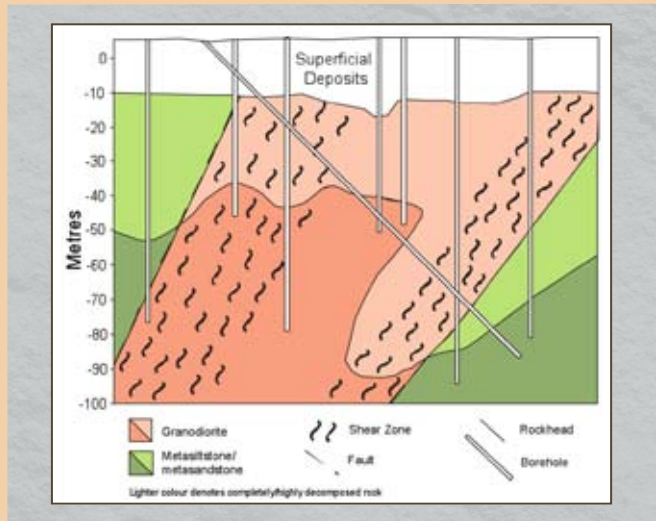 Superficial
Deposits
Metres
0
-10
-20
-30
-40
-50
-60
-70
-80
-90
-100
Granodiorite
Shear Zone
Rockhead
Metasiltstone/
metasandstone
Fault
Borehole
Lighter colour denotes completely/highly decomposed rock